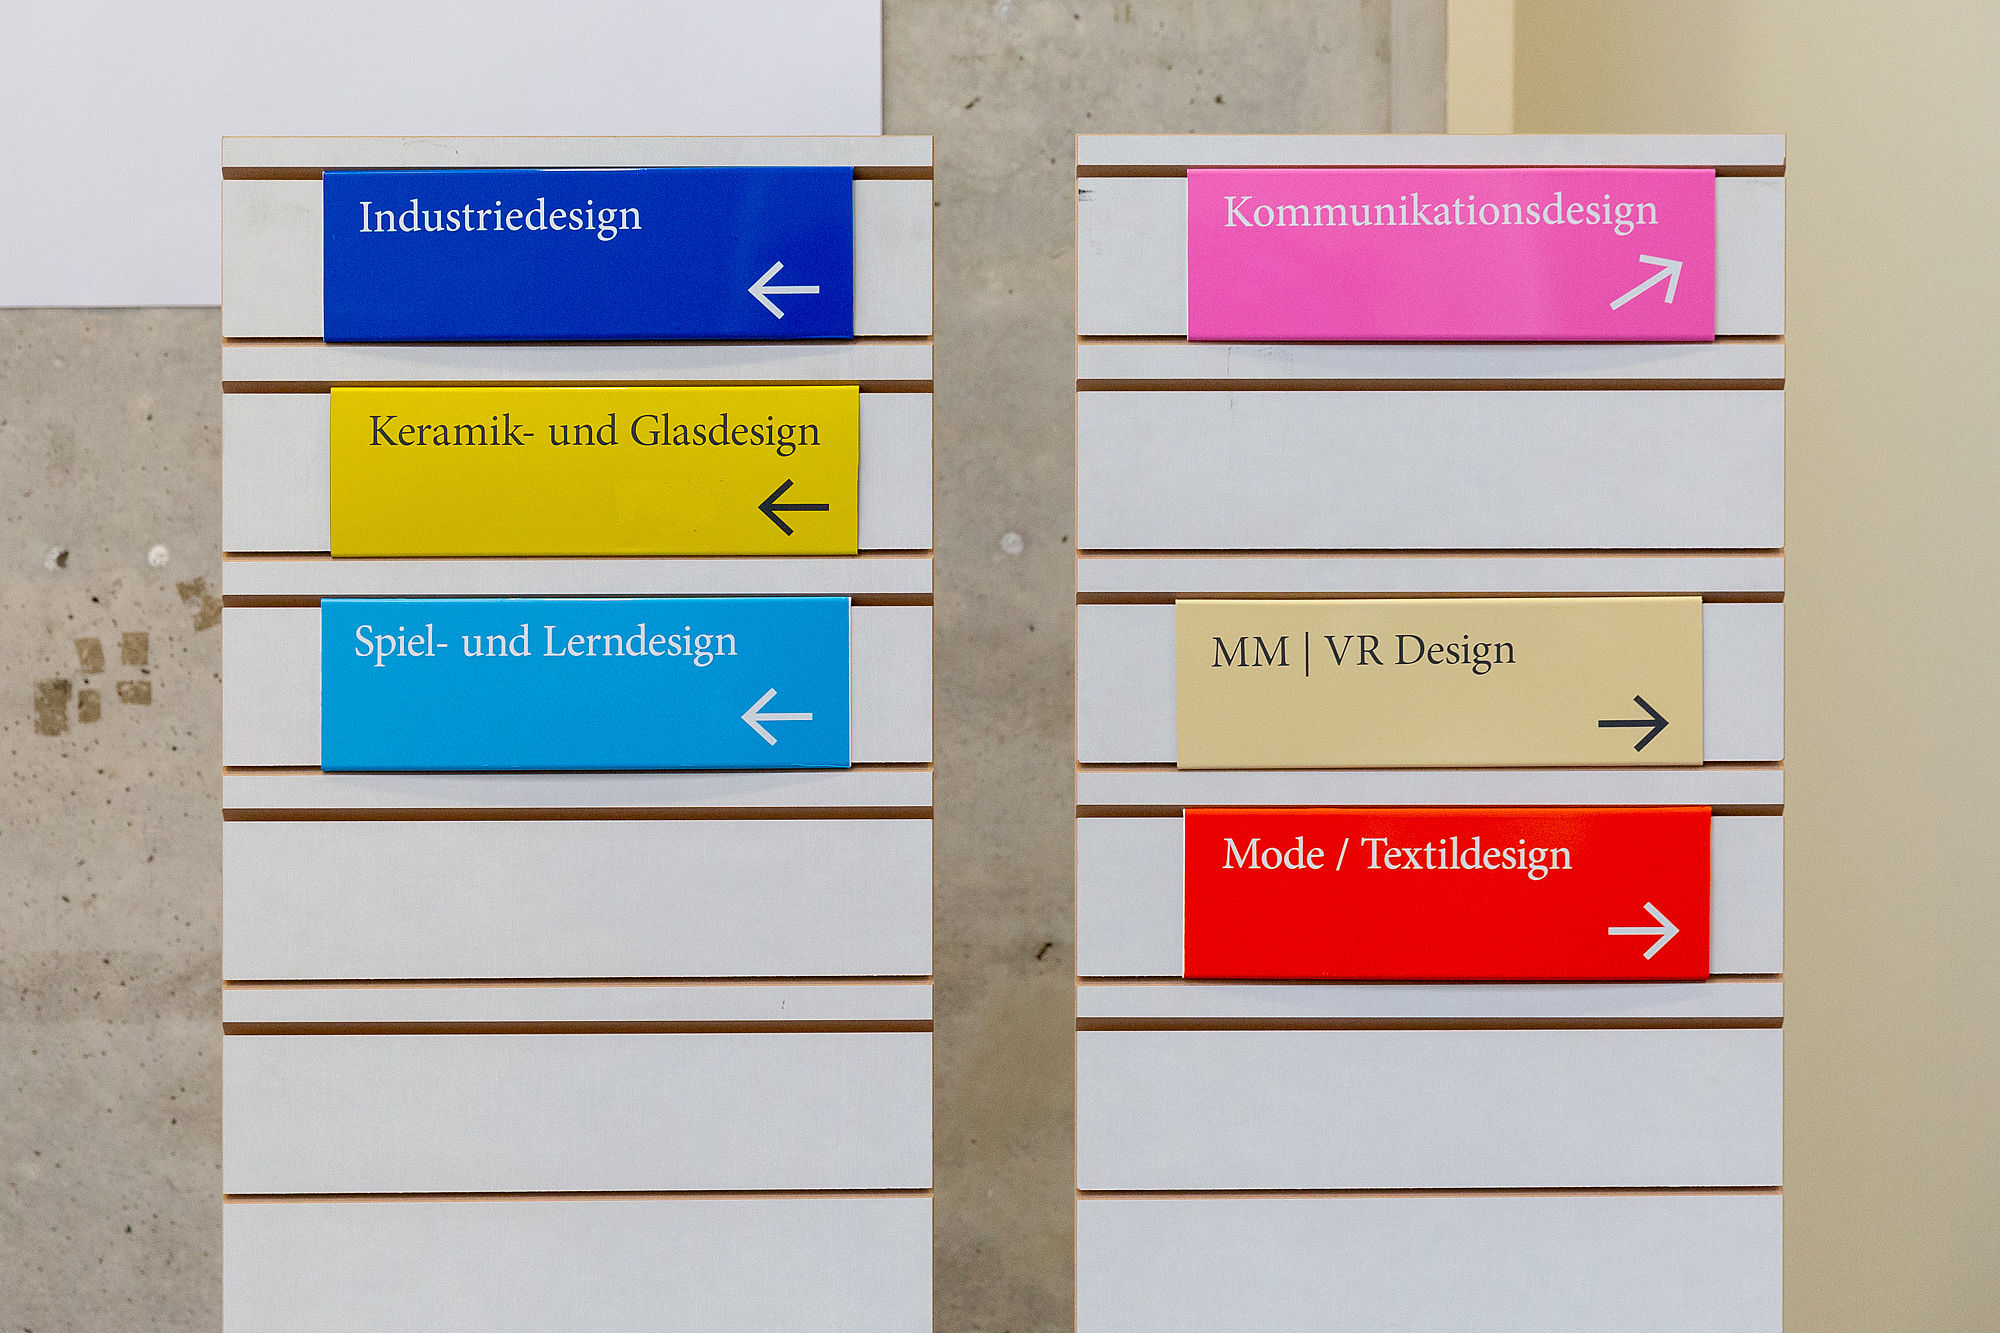 Industriedesign
Keramik- und Glasdesign
Spiel- und Lerndesign
Kommunikationsdesign
MM | VR Design
Mode / Textildesign